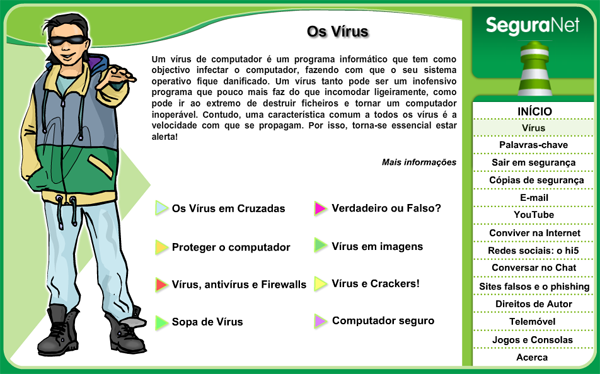 Os Vírus
Um vírus de computador é um programa informático que tem como
objectivo infectar o computador, fazendo com que o seu sistema
operativo fique danificado. Um vírus tanto pode ser um inofensivo
programa que pouco mais faz do que incomodar ligeiramente, como
pode ir ao extremo de destruir ficheiros e tornar um computador
inoperável. Contudo, uma característica comum a todos os vírus é a
velocidade com que se propagam. Por isso, torna-se essencial estar
alerta!
Mais informações
Os Vírus em Cruzadas
Proteger o computador
Vírus, antivírus e Firewalls
Sopa de Vírus
Verdadeiro ou Falso?
Vírus em imagens
Vírus e Crackers!
Computador seguro
SeguraNet
INÍCIO
Vírus
Palavras-chave
Sair em segurança
Cópias de segurança
E-mail
YouTube
Conviver na Internet
Redes sociais: o hi5
Conversar no Chat
Sites falsos e o phishing
Direitos de Autor
Telemóvel
Jogos e Consolas
Acerca